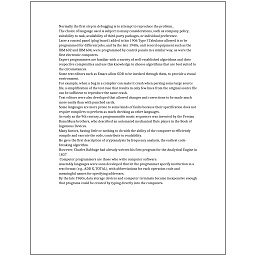 Normally the first step in debugging is to attempt to reproduce the problem.
The choice of language used is subject to many considerations, such as company policy,
suitability to task, availability of third-party packages, or individual preference.
Later a control panel (plug board) added to his 1906 Type I Tabulator allowed it to be
programmed for different jobs, and by the late 1940s, unit record equipment such as the
IBM 602 and IBM 604, were programmed by control panels in a similar way, as were the
first electronic computers.
Expert programmers are familiar with a variety of well-established algorithms and their
respective complexities and use this knowledge to choose algorithms that are best suited to
the circumstances.
Some text editors such as Emacs allow GDB to be invoked through them, to provide a visual
environment.
For example, when a bug in a compiler can make it crash when parsing some large source
file, a simplification of the test case that results in only few lines from the original source file
can be sufficient to reproduce the same crash.
Text editors were also developed that allowed changes and corrections to be made much
more easily than with punched cards.
Some languages are more prone to some kinds of faults because their specification does not
require compilers to perform as much checking as other languages.
As early as the 9th century, a programmable music sequencer was invented by the Persian
Banu Musa brothers, who described an automated mechanical flute player in the Book of
Ingenious Devices.
Many factors, having little or nothing to do with the ability of the computer to efficiently
compile and execute the code, contribute to readability.
He gave the first description of cryptanalysis by frequency analysis, the earliest code-
breaking algorithm.
However, Charles Babbage had already written his first program for the Analytical Engine in
1837.
Computer programmers are those who write computer software.
Assembly languages were soon developed that let the programmer specify instruction in a
text format (e.g., ADD X, TOTAL), with abbreviations for each operation code and
meaningful names for specifying addresses.
By the late 1960s, data storage devices and computer terminals became inexpensive enough
that programs could be created by typing directly into the computers.